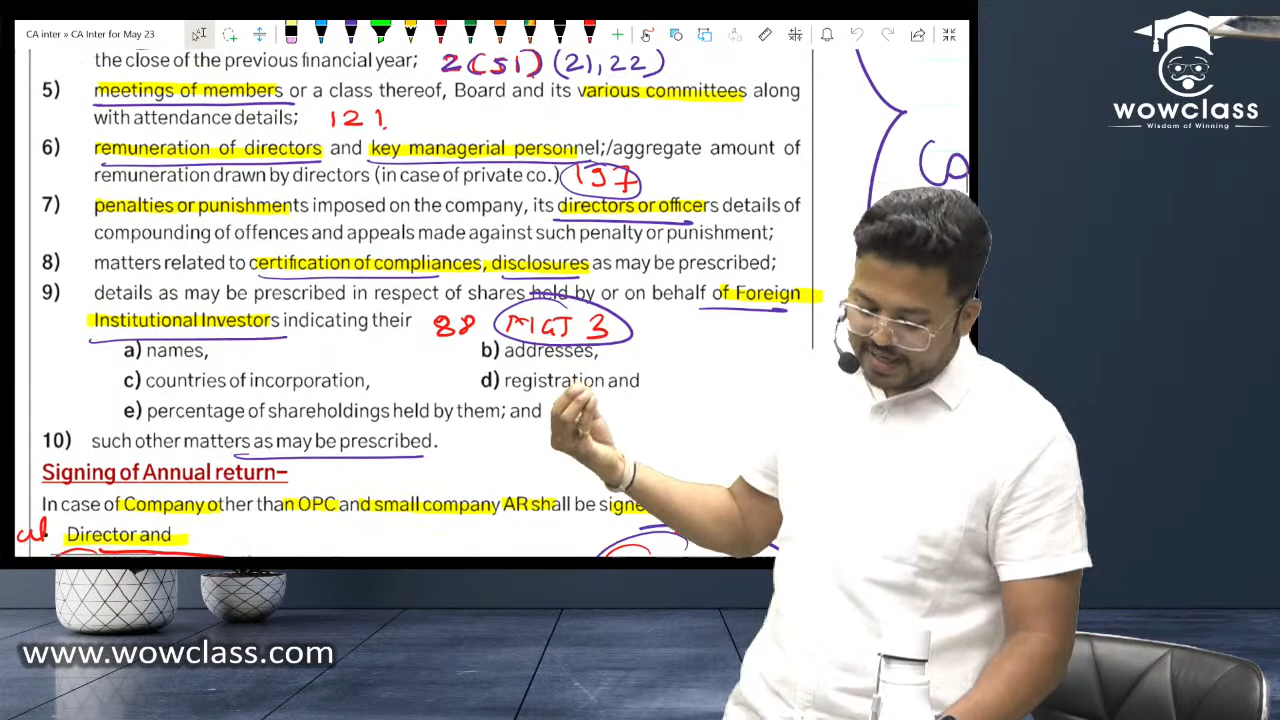 CA inter » CA Inter for May 23
the close of the previous financial year; 2(51) (21,22)
5) meetings of members or a class thereof, Board and its various committees along
with attendance details; 121
6) remuneration of directors and key managerial personnel;/aggregate amount of
remuneration drawn by directors (in case of private co.) 197
7) penalties or punishments imposed on the company, its directors or officers details of
compounding of offences and appeals made against such penalty or punishment;
8) matters related to certification of compliances, disclosures as may be prescribed;
9) details as may be prescribed in respect of shares held by or on behalf of Foreign
Institutional Investors indicating their 88 MGT 3
a) names, b) addresses,
c) countries of incorporation, d) registration and
e) percentage of shareholdings held by them; and
10) such other matters as may be prescribed.
Signing of Annual return–
In case of Company other than OPC and small company AR shall be signe
• Director and
Co
wowclass
Wisdom of Winning
www.wowclass.com